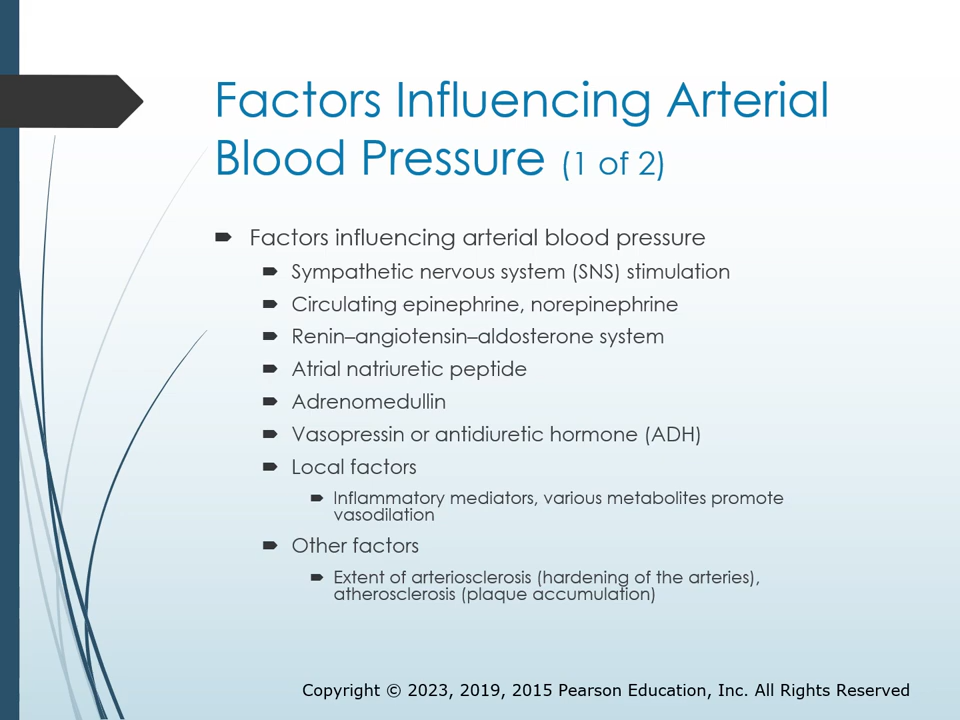 Factors Influencing Arterial
Blood Pressure (1 of 2)
Factors influencing arterial blood pressure
Sympathetic nervous system (SNS) stimulation
Circulating epinephrine, norepinephrine
Renin–angiotensin–aldosterone system
Atrial natriuretic peptide
Adrenomedullin
Vasopressin or antidiuretic hormone (ADH)
Local factors
Inflammatory mediators, various metabolites promote
vasodilation
Other factors
Extent of arteriosclerosis (hardening of the arteries),
atherosclerosis (plaque accumulation)
Copyright © 2023, 2019, 2015 Pearson Education, Inc. All Rights Reserved